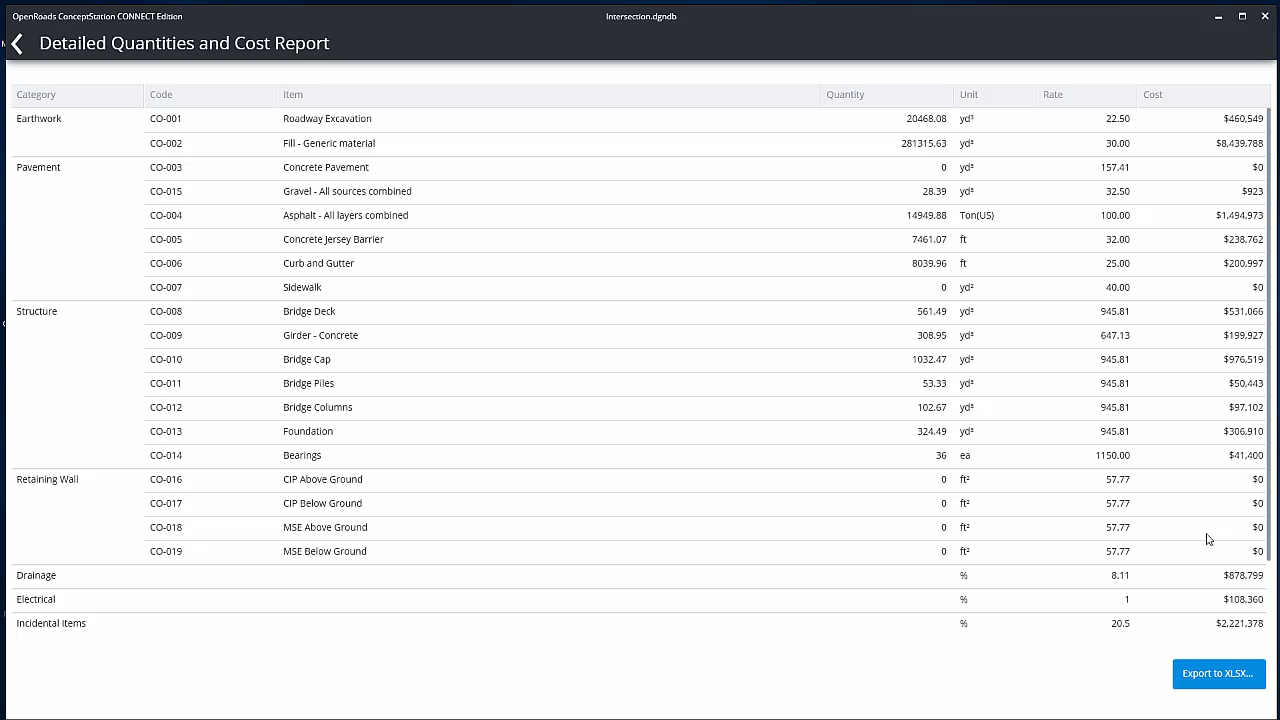 OpenRoads ConceptStation CONNECT Edition Intersection.dgndb
Detailed Quantities and Cost Report
Category Code Item Quantity Unit Rate Cost
Earthwork CO-001 Roadway Excavation 20468.08 yd³ 22.50 $460,549
CO-002 Fill - Generic material 281315.63 yd³ 30.00 $8,439,788
Pavement CO-003 Concrete Pavement 0 yd³ 157.41 $0
CO-015 Gravel - All sources combined 28.39 yd³ 32.50 $923
CO-004 Asphalt - All layers combined 14949.88 Ton(US) 100.00 $1,494,973
CO-005 Concrete Jersey Barrier 7461.07 ft 32.00 $238,762
CO-006 Curb and Gutter 8039.96 ft 25.00 $200,997
CO-007 Sidewalk 0 yd² 40.00 $0
Structure CO-008 Bridge Deck 561.49 yd³ 945.81 $531,066
CO-009 Girder - Concrete 308.95 yd³ 647.13 $199,927
CO-010 Bridge Cap 1032.47 yd³ 945.81 $976,519
CO-011 Bridge Piles 53.33 yd³ 945.81 $50,443
CO-012 Bridge Columns 102.67 yd³ 945.81 $97,102
CO-013 Foundation 324.49 yd³ 945.81 $306,910
CO-014 Bearings 36 ea 1150.00 $41,400
Retaining Wall CO-016 CIP Above Ground 0 ft² 57.77 $0
CO-017 CIP Below Ground 0 ft² 57.77 $0
CO-018 MSE Above Ground 0 ft² 57.77 $0
CO-019 MSE Below Ground 0 ft² 57.77 $0
Drainage % 8.11 $878,799
Electrical % 1 $108,360
Incidental Items % 20.5 $2,221,378
Export to XLSX...